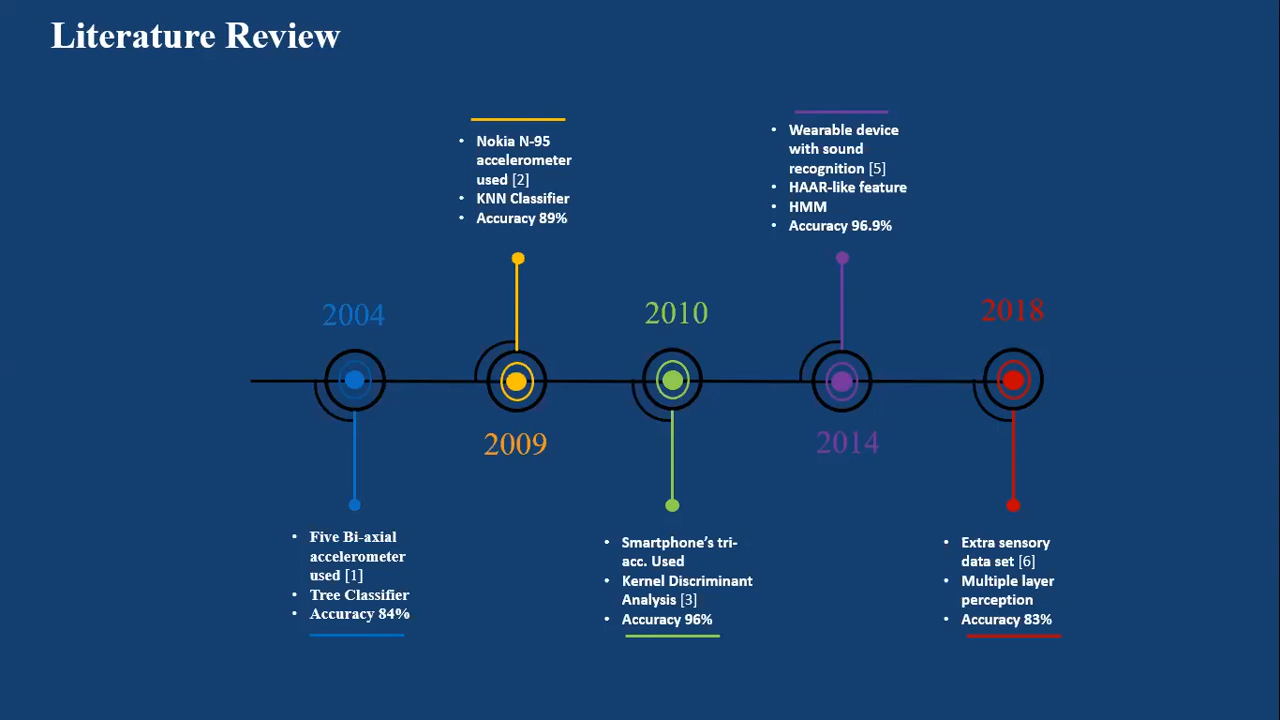 Literature Review
• Nokia N-95
accelerometer
used [2]
• KNN Classifier
• Accuracy 89%
• Wearable device
with sound
recognition [5]
• HAAR-like feature
• HMM
• Accuracy 96.9%
2004
2009
2010
2014
2018
• Five Bi-axial
accelerometer
used [1]
• Tree Classifier
• Accuracy 84%
• Smartphone’s tri-
acc. Used
• Kernel Discriminant
Analysis [3]
• Accuracy 96%
• Extra sensory
data set [6]
• Multiple layer
perception
• Accuracy 83%